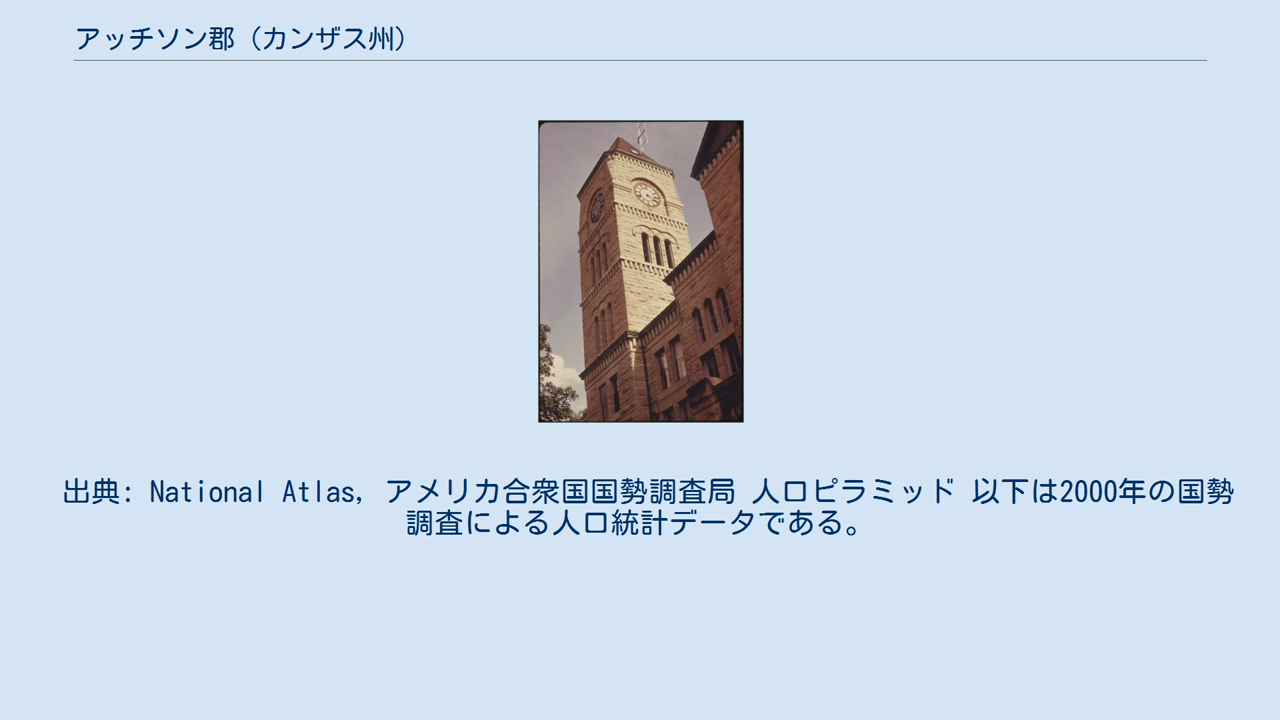 アッチソン郡（カンザス州）
出典: National Atlas, アメリカ合衆国国勢調査局 人口ピラミッド 以下は2000年の国勢
調査による人口統計データである。